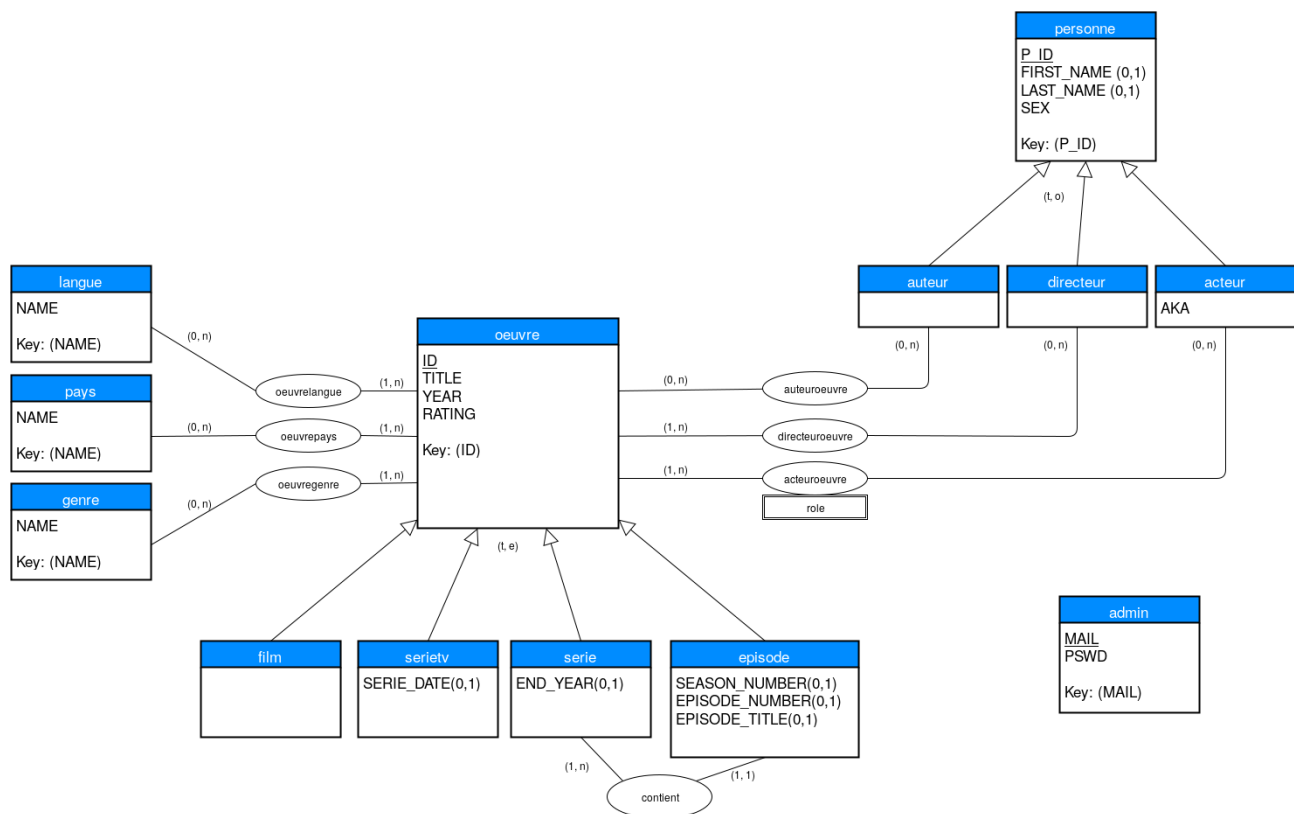 personne
P_ID
FIRST_NAME (0,1)
LAST_NAME (0,1)
SEX
Key: (P_ID)
(t, o)
langue
NAME
Key: (NAME)
pays
NAME
Key: (NAME)
genre
NAME
Key: (NAME)
(0, n)
(0, n)
(0, n)
oeuvrelangue
oeuvrepays
oeuvregenre
(1, n)
(1, n)
(1, n)
oeuvre
ID
TITLE
YEAR
RATING
Key: (ID)
(t, e)
(0, n)
(1, n)
(1, n)
auteuroeuvre
directeuroeuvre
acteuroeuvre
role
auteur
directeur
acteur
AKA
(0, n)
(0, n)
(0, n)
film
serietv
SERIE_DATE(0,1)
serie
END_YEAR(0,1)
episode
SEASON_NUMBER(0,1)
EPISODE_NUMBER(0,1)
EPISODE_TITLE(0,1)
(1, n)
(1, 1)
contient
admin
MAIL
PSWD
Key: (MAIL)